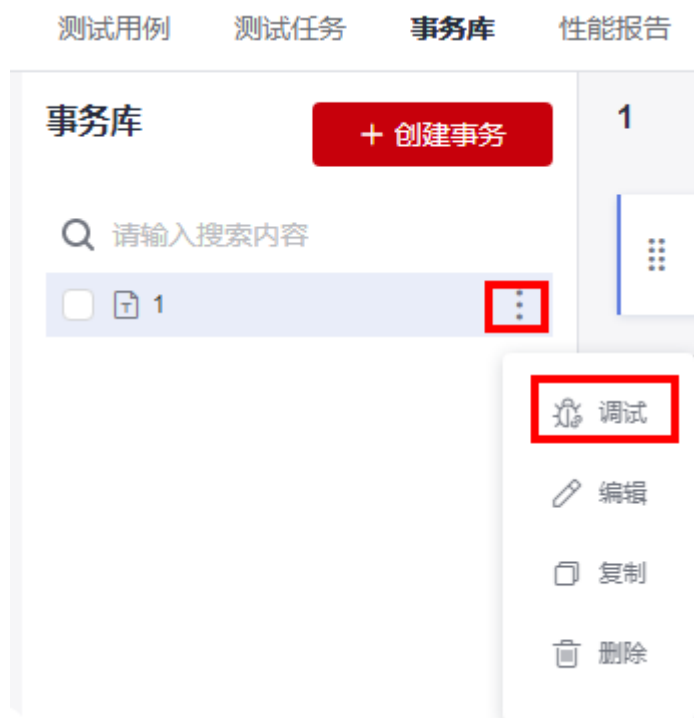 测试用例 测试任务 事务库 性能报告
事务库
+ 创建事务
1
请输入搜索内容
1
调试
编辑
复制
删除